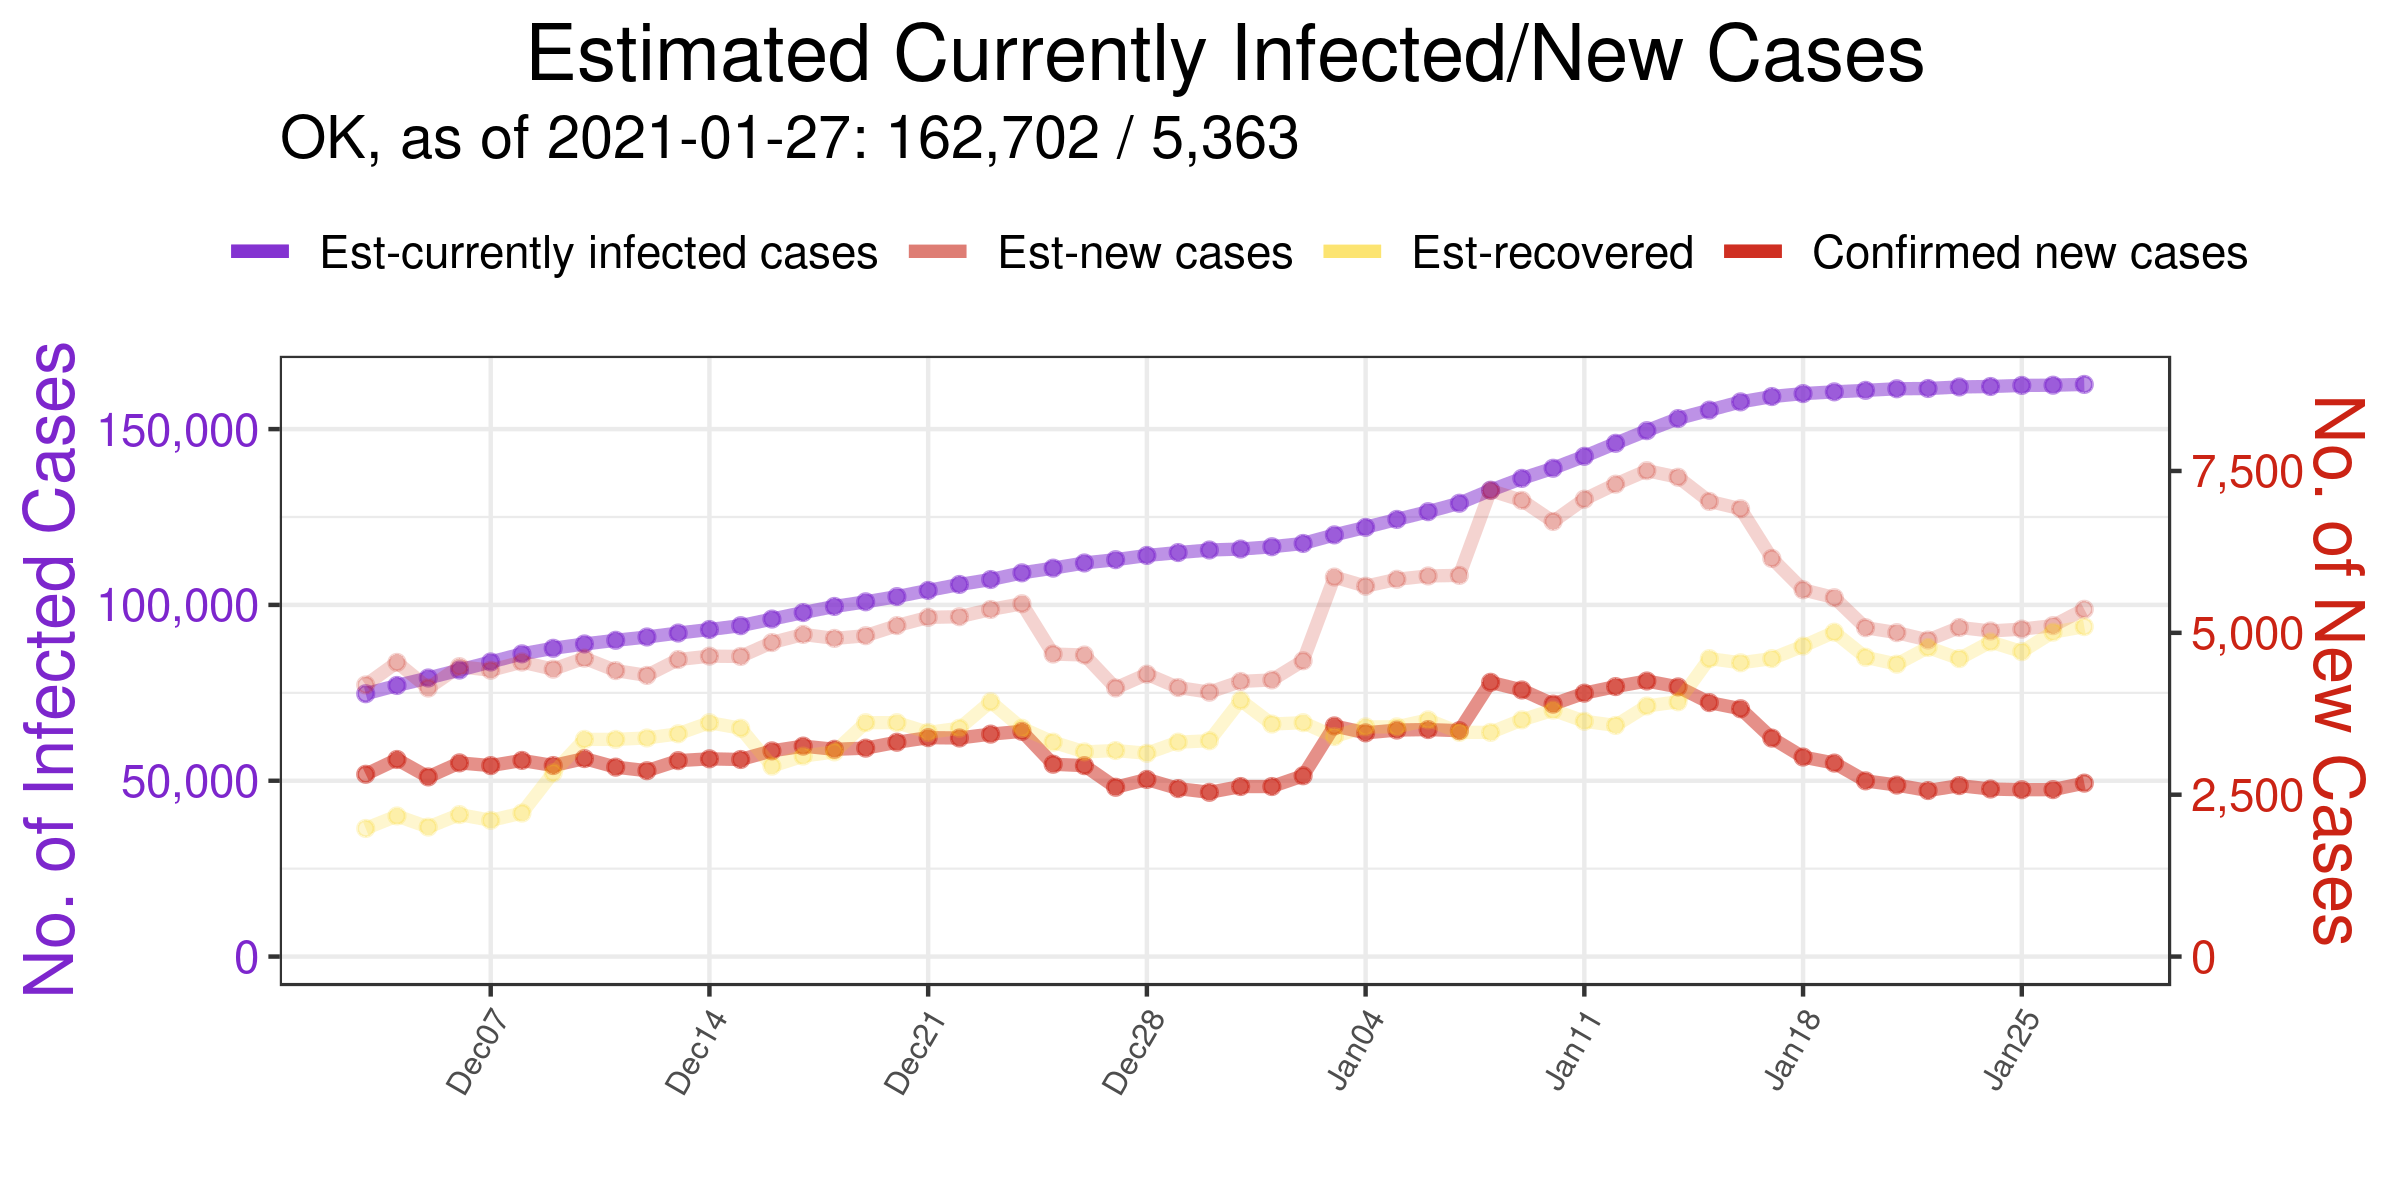 Estimated Currently Infected/New Cases
OK, as of 2021-01-27: 162,702 / 5,363
Est-currently infected cases Est-new cases Est-recovered Confirmed new cases
No. of Infected Cases
150,000
100,000
50,000
0
7,500
5,000
2,500
0
No. of New Cases
Dec07 Dec14 Dec21 Dec28 Jan04 Jan11 Jan18 Jan25